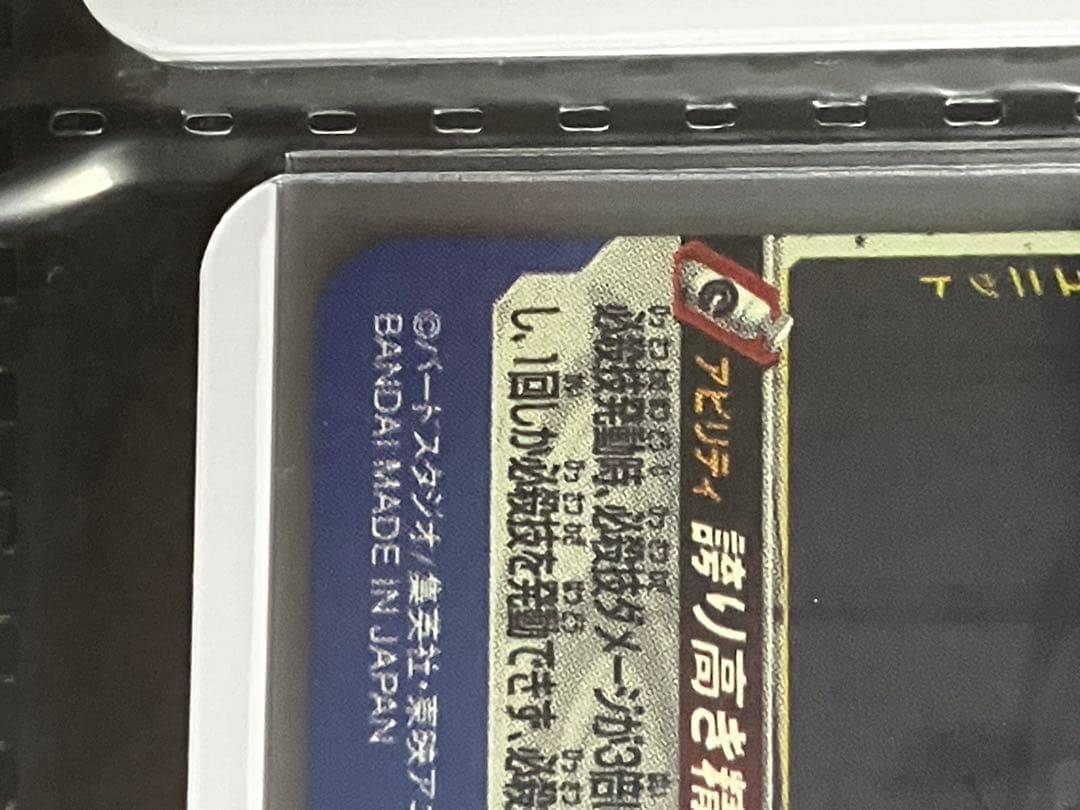 アビリティ 誇り高き精
必殺技発動時、必殺技ダメージが3倍
し、1回しか必殺技を発動できず、必殺
©バードスタジオ/集英社・東映アニ
BANDAI MADE IN JAPAN